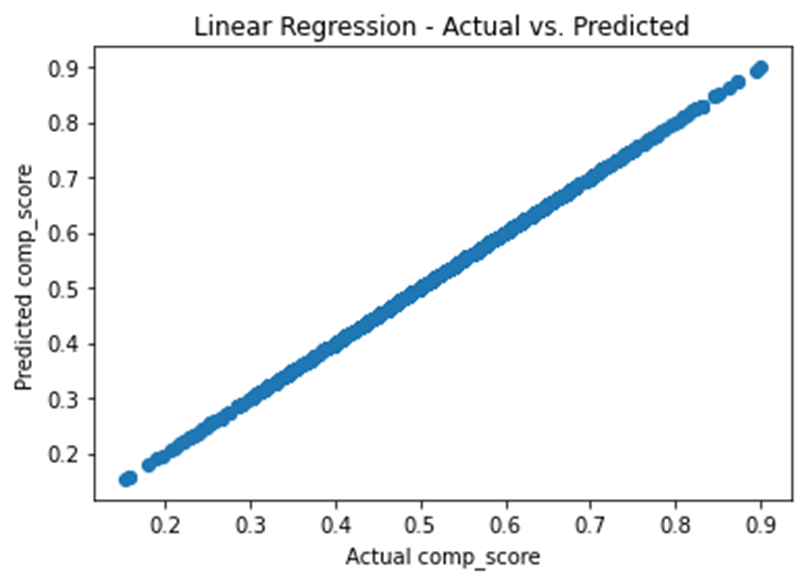 Linear Regression - Actual vs. Predicted
Predicted comp_score
0.9
0.8
0.7
0.6
0.5
0.4
0.3
0.2
0.2 0.3 0.4 0.5 0.6 0.7 0.8 0.9
Actual comp_score